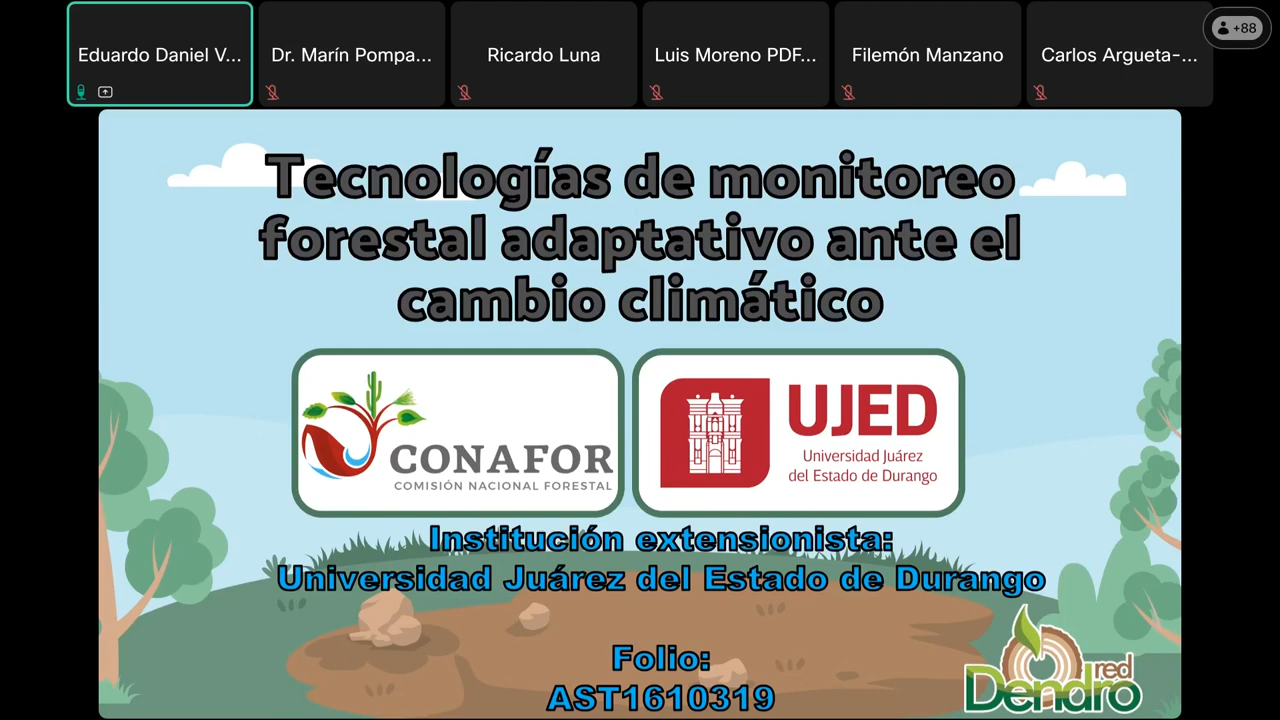 Eduardo Daniel V...
Dr. Marín Pompa...
Ricardo Luna
Luis Moreno PDF...
Filemón Manzano
Carlos Argueta-...
+88
Tecnologías de monitoreo
forestal adaptativo ante el
cambio climático
CONAFOR
COMISIÓN NACIONAL FORESTAL
UJED
Universidad Juárez
del Estado de Durango
Institución extensionista:
Universidad Juárez del Estado de Durango
Folio:
AST1610319
red
Dendro